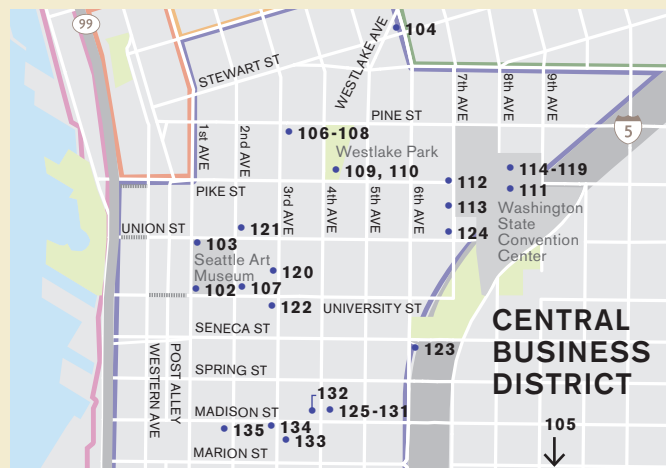 99
104
WESTLAKE AVE
STEWART ST
7th AVE
8th AVE
9th AVE
PINE ST
5
1st AVE
2nd AVE
106-108
Westlake Park
109, 110
114-119
111
112
PIKE ST
3rd AVE
4th AVE
5th AVE
6th AVE
113
Washington
State
Convention
Center
UNION ST
121
124
103
Seattle Art
Museum
120
102
107
122
UNIVERSITY ST
SENECA ST
CENTRAL
BUSINESS
DISTRICT
123
SPRING ST
WESTERN AVE
POST ALLEY
132
MADISON ST
125-131
105
135
134
133
MARION ST